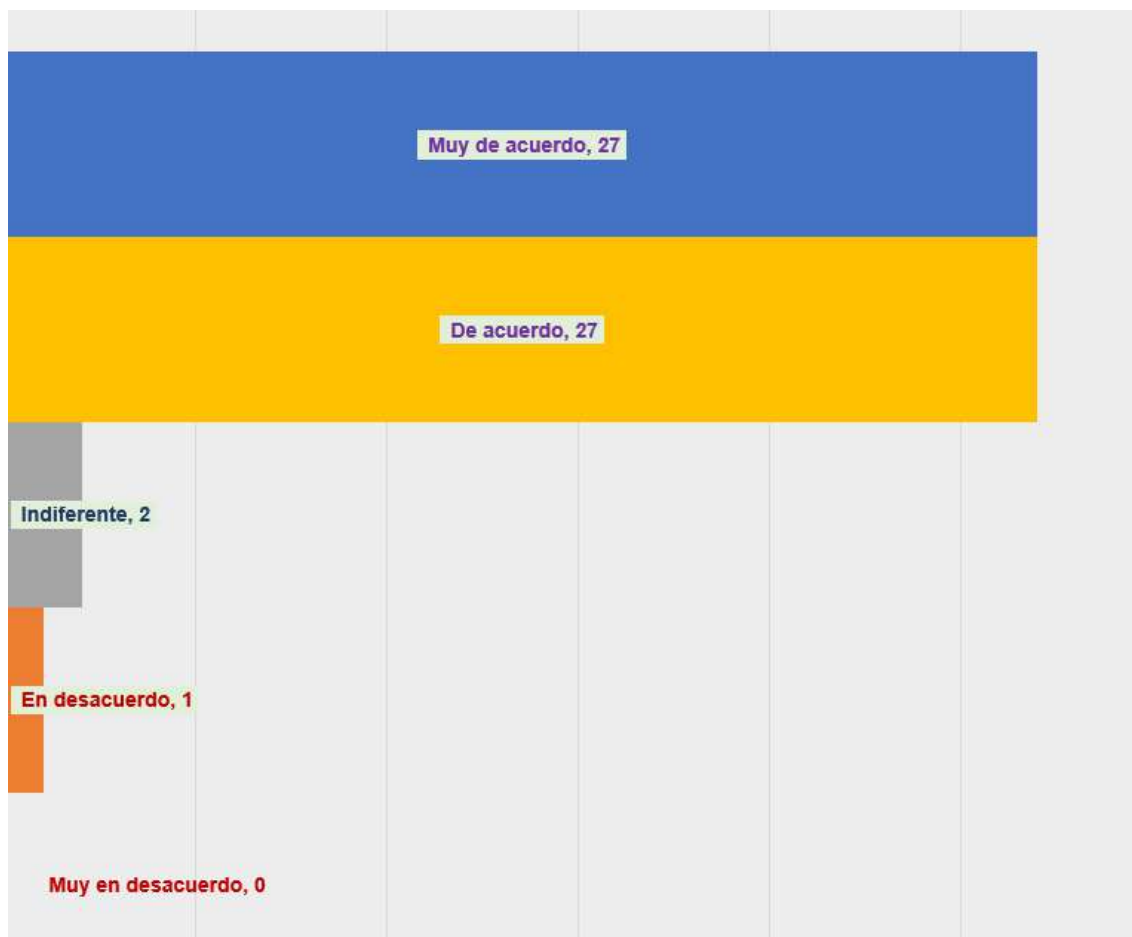 Muy de acuerdo, 27
De acuerdo, 27
Indiferente, 2
En desacuerdo, 1
Muy en desacuerdo, 0